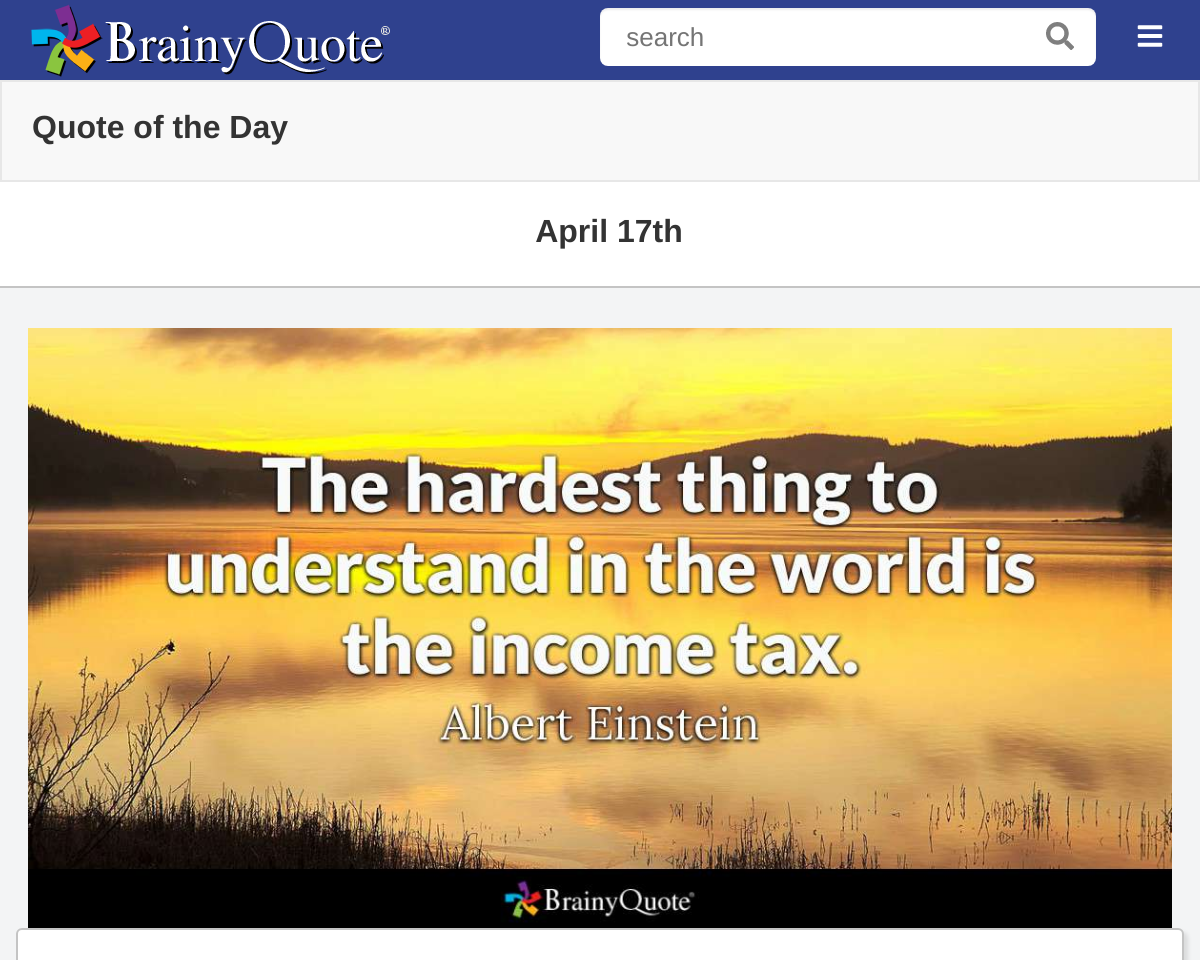 BrainyQuote®
search
Quote of the Day
April 17th
The hardest thing to
understand in the world is
the income tax.
Albert Einstein
BrainyQuote®